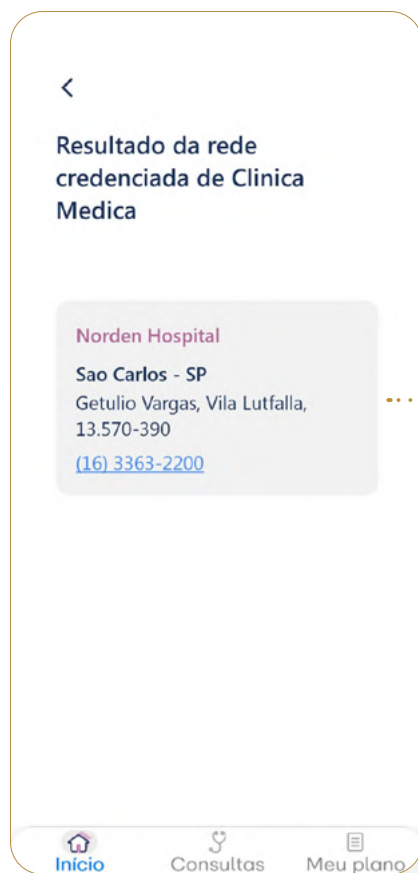 Resultado da rede
credenciada de Clinica
Medica
Norden Hospital
Sao Carlos - SP
Getulio Vargas, Vila Lutfalla,
13.570-390
(16) 3363-2200
Início
Consultas
Meu plano